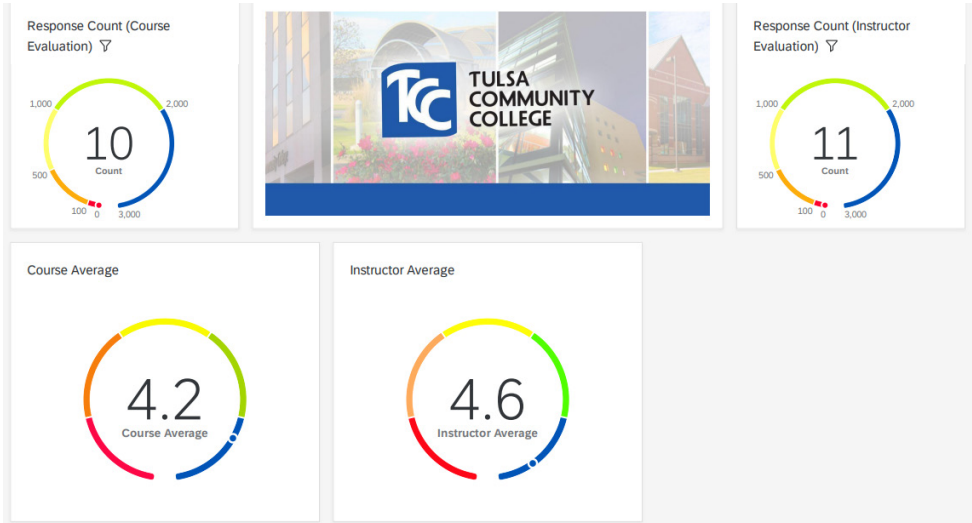 Response Count (Course
Evaluation)
1,000
2,000
10
Count
500
100
0
3,000
TCC
TULSA
COMMUNITY
COLLEGE
Response Count (Instructor
Evaluation)
1,000
2,000
11
Count
500
100
0
3,000
Course Average
4.2
Course Average
Instructor Average
4.6
Instructor Average